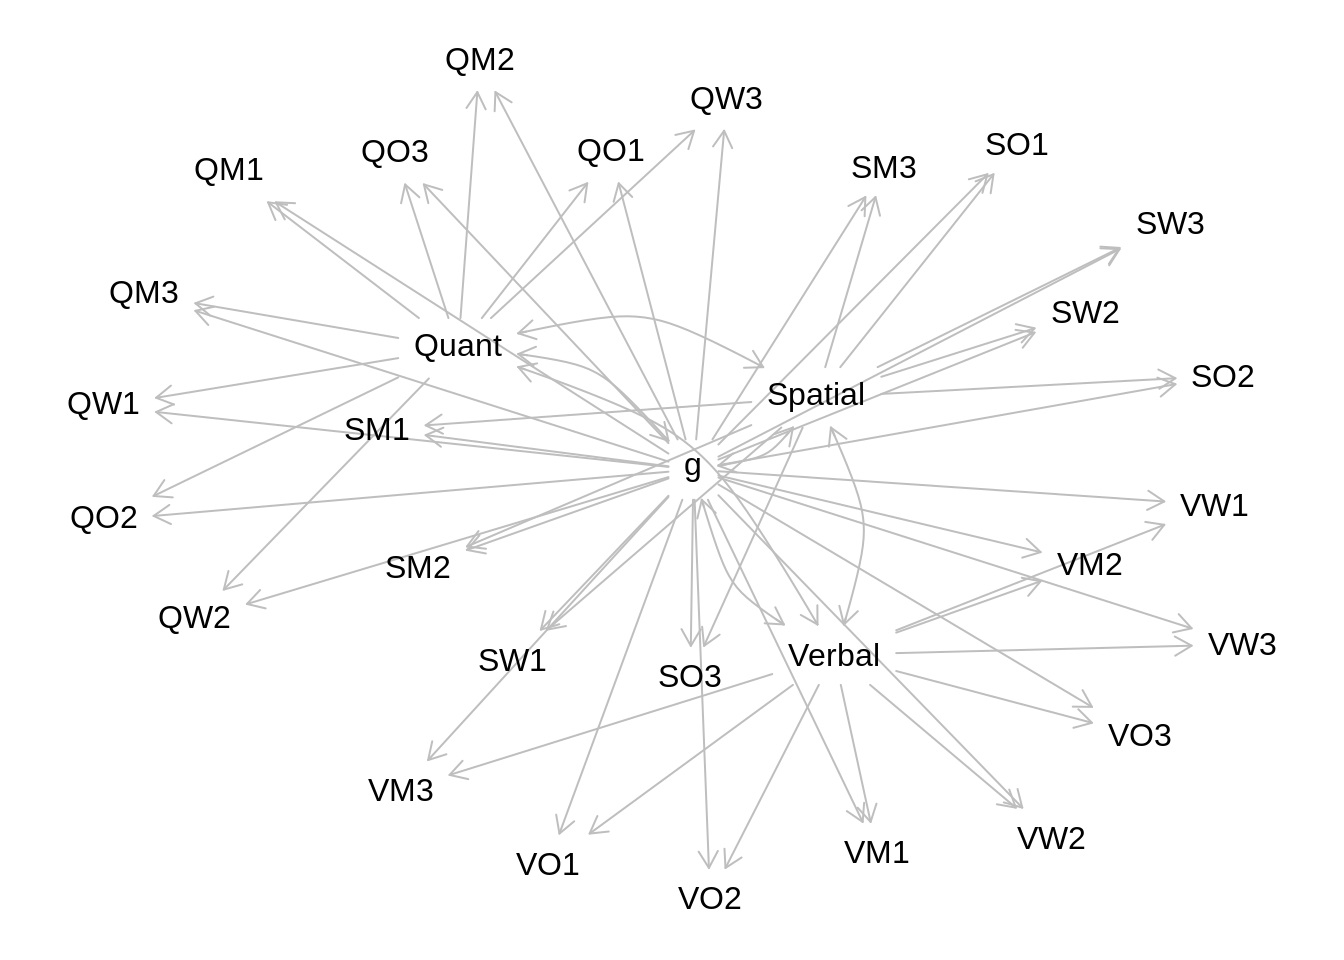 QM2
QW3
QO3
QO1
SO1
QM1
SM3
SW3
QM3
SW2
Quant
SO2
Spatial
QW1
SM1
g
VW1
QO2
SM2
VM2
QW2
VW3
Verbal
SW1
SO3
VO3
VM3
VW2
VM1
VO1
VO2